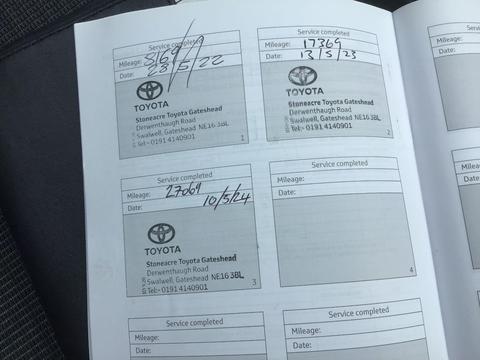 Service completed
Mileage: 8169
Date: 28/5/22
TOYOTA
Stoneacre Toyota Gateshead
Derwenthaugh Road
Swalwell, Gateshead NE16 3BL
Tel:- 0191 4140901
1
Service completed
Mileage: 17369
Date: 13/5/23
TOYOTA
Stoneacre Toyota Gateshead
Derwenthaugh Road
Swalwell, Gateshead NE16 3BL
Tel:- 0191 4140901
2
Service completed
Mileage: 27069
Date: 10/5/24
TOYOTA
Stoneacre Toyota Gateshead
Derwenthaugh Road
Swalwell, Gateshead NE16 3BL
Tel:- 0191 4140901
3
Service completed
Mileage:
Date:
4
Service completed
Mileage:
Date:
Service completed
Mileage:
Date:
Mileage:
Date: